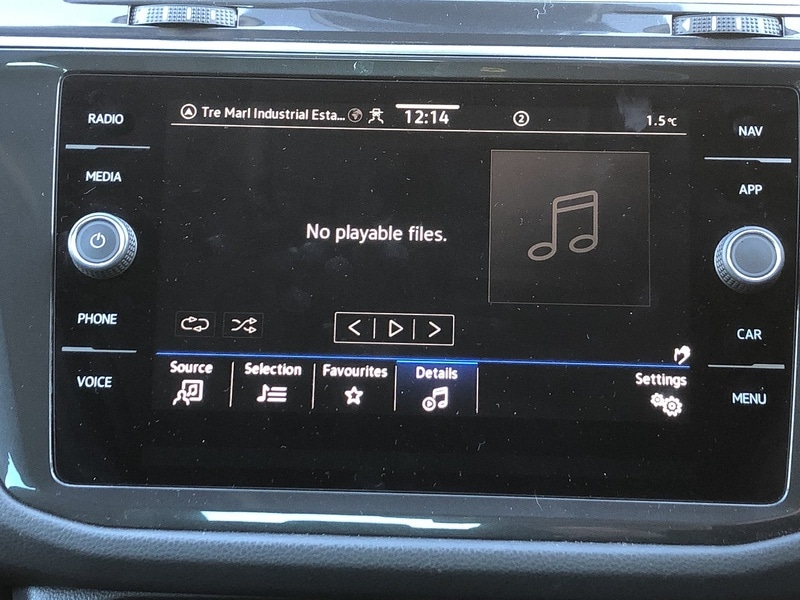 RADIO
MEDIA
PHONE
VOICE
Tre Marl Industrial Esta...
12:14
2
1.5°C
No playable files.
Source
Selection
Favourites
Details
Settings
NAV
APP
CAR
MENU